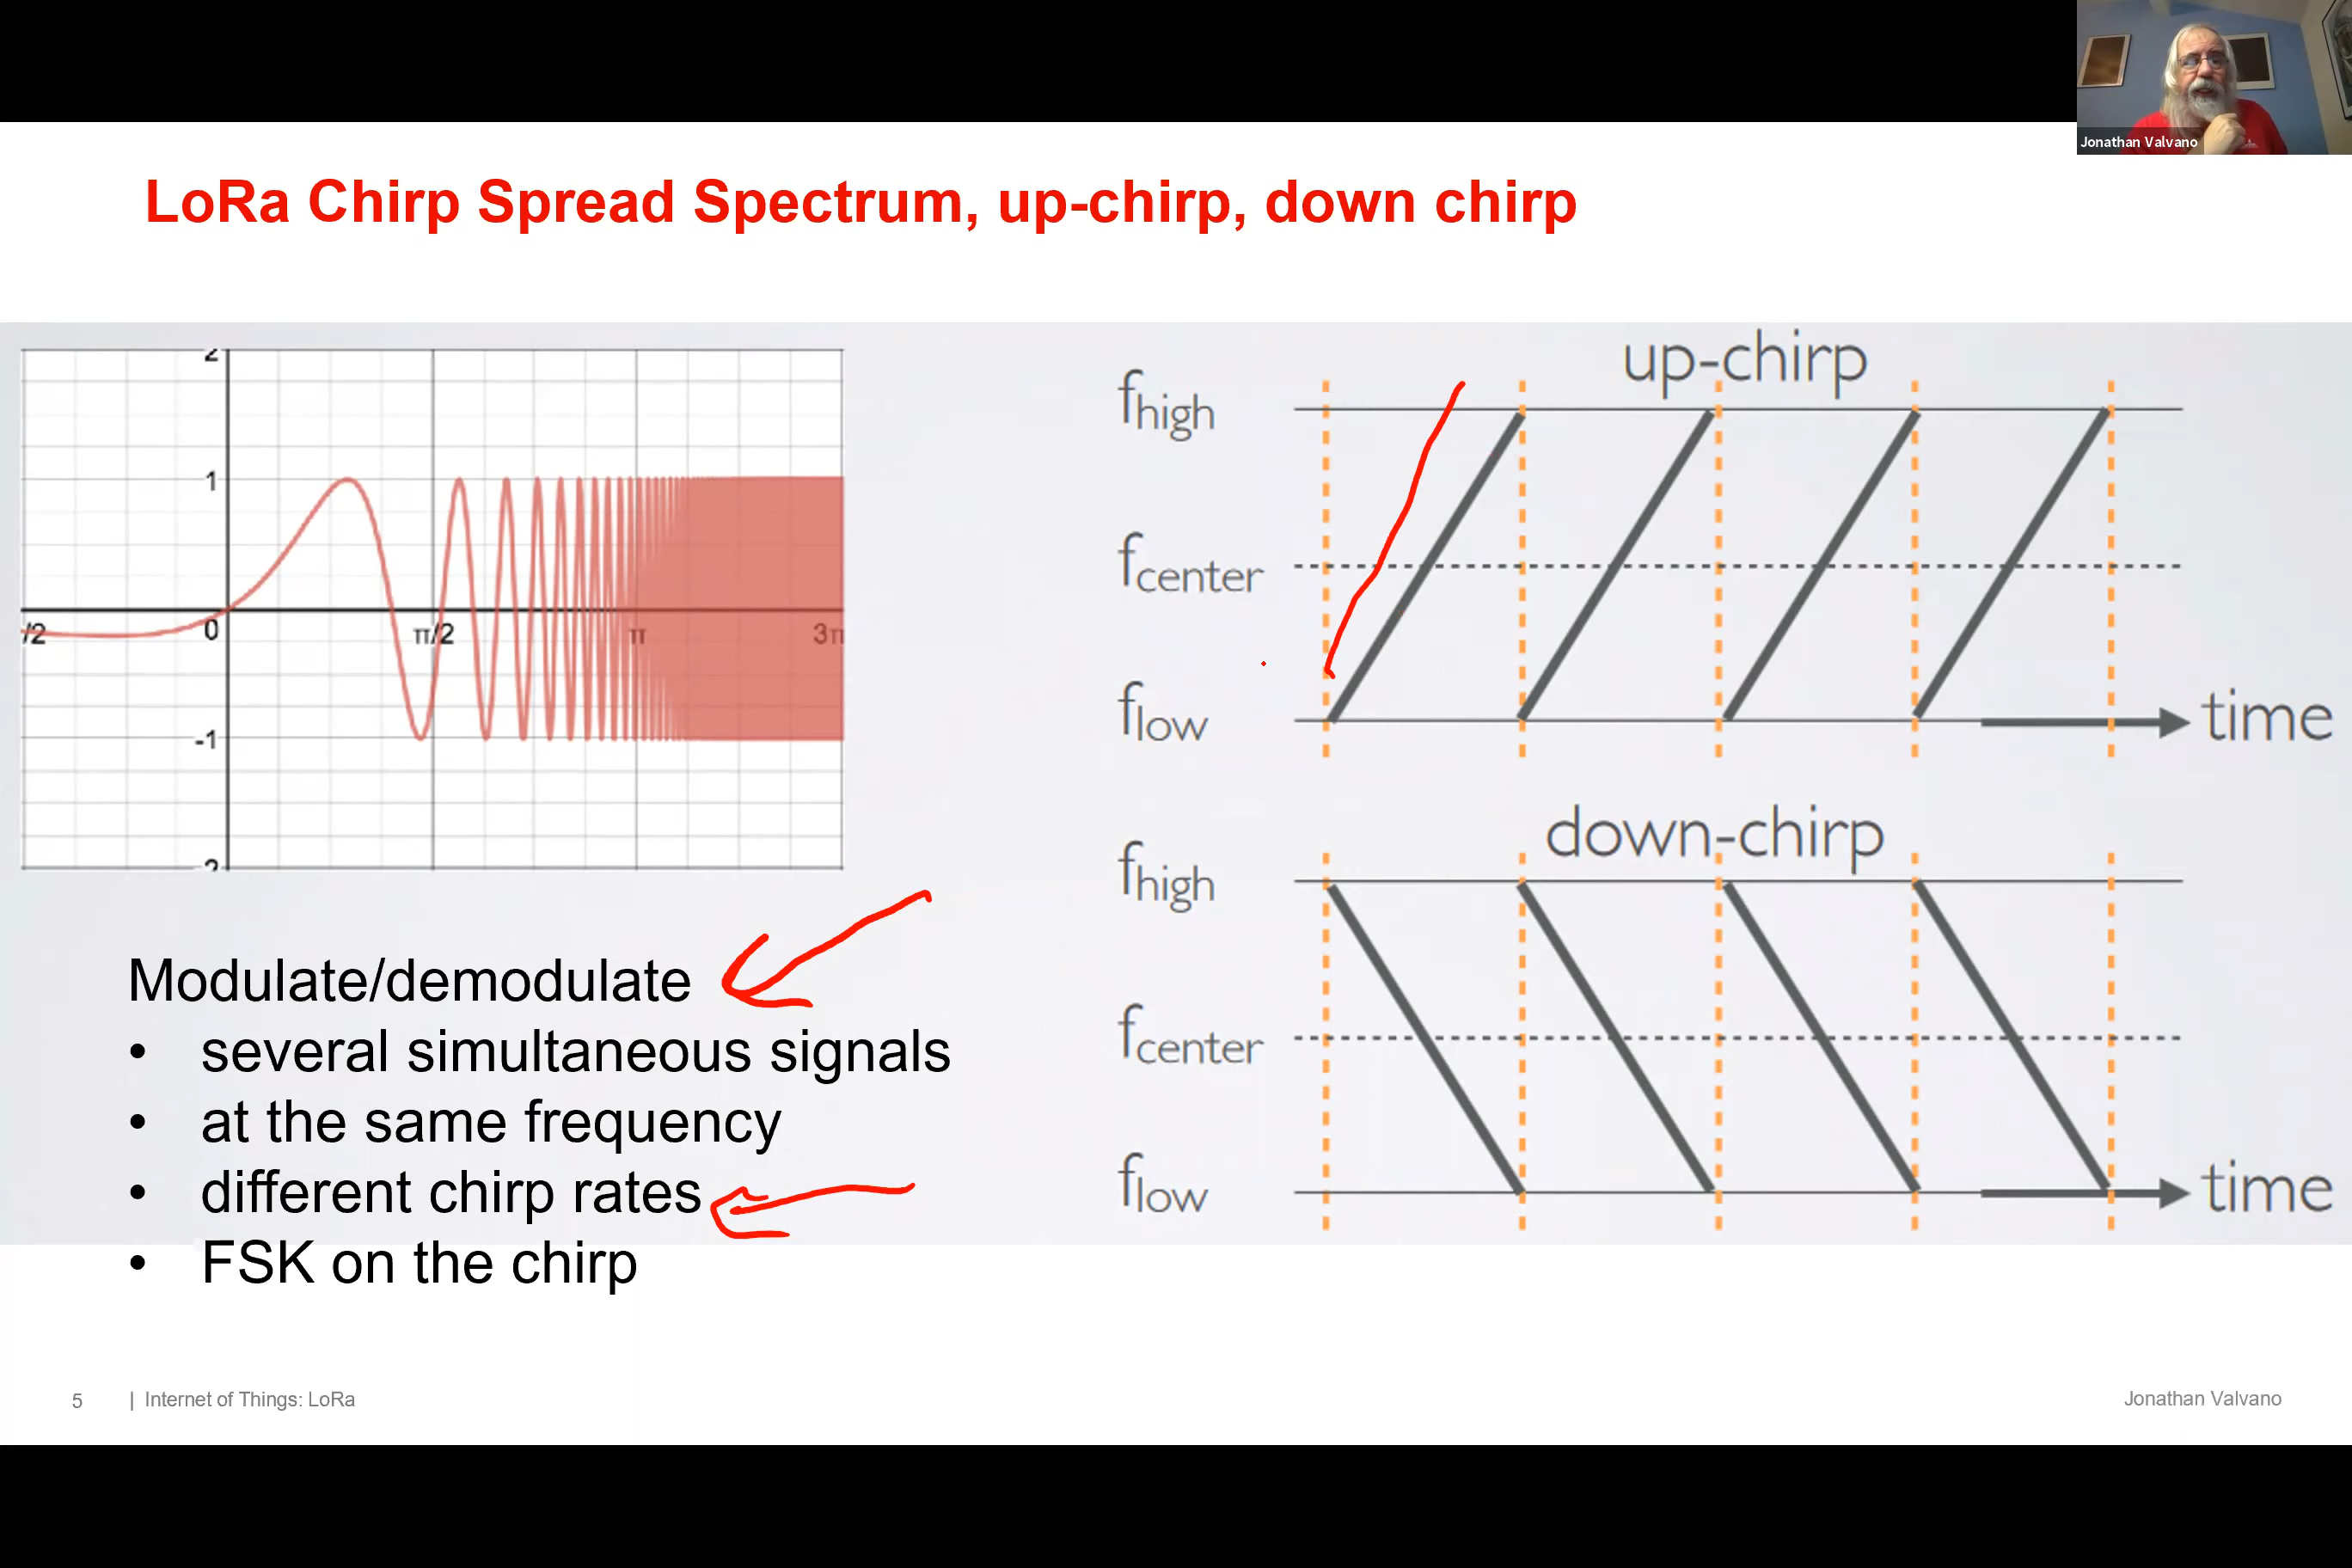 Jonathan Valvano
LoRa Chirp Spread Spectrum, up-chirp, down chirp
2
1
/2
0
π/2
π
3π
-1
Modulate/demodulate
• several simultaneous signals
• at the same frequency
• different chirp rates
• FSK on the chirp
up-chirp
fhigh
fcenter
flow
time
down-chirp
fhigh
fcenter
flow
time
5 | Internet of Things: LoRa
Jonathan Valvano